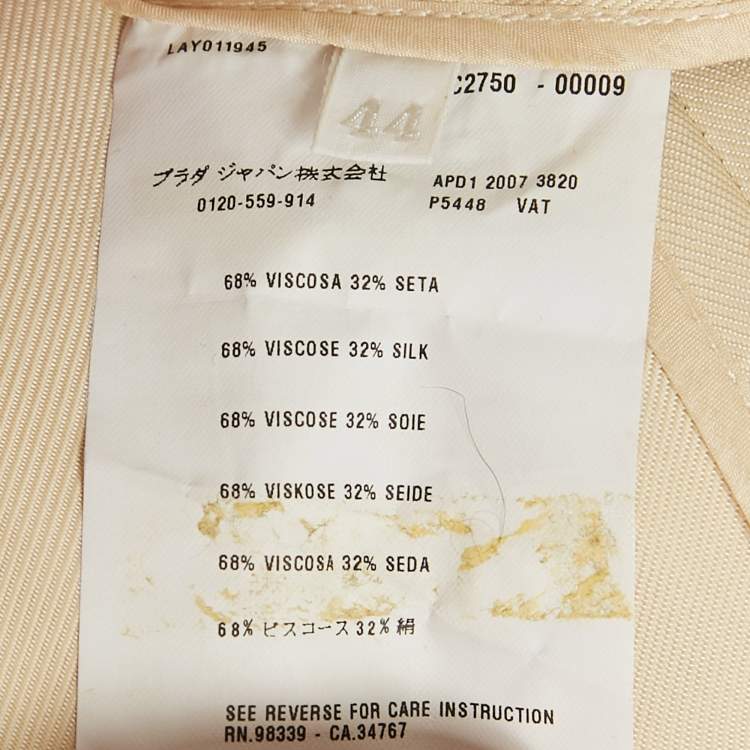 LAY011945
C2750 - 00009
44
プラダ ジャパン株式会社
0120-559-914
APD1 2007 3820
P5448 VAT
68% VISCOSA 32% SETA
68% VISCOSE 32% SILK
68% VISCOSE 32% SOIE
68% VISKOSE 32% SEIDE
68% VISCOSA 32% SEDA
68% ビスコース 32% 絹
SEE REVERSE FOR CARE INSTRUCTION
RN.98339 - CA.34767